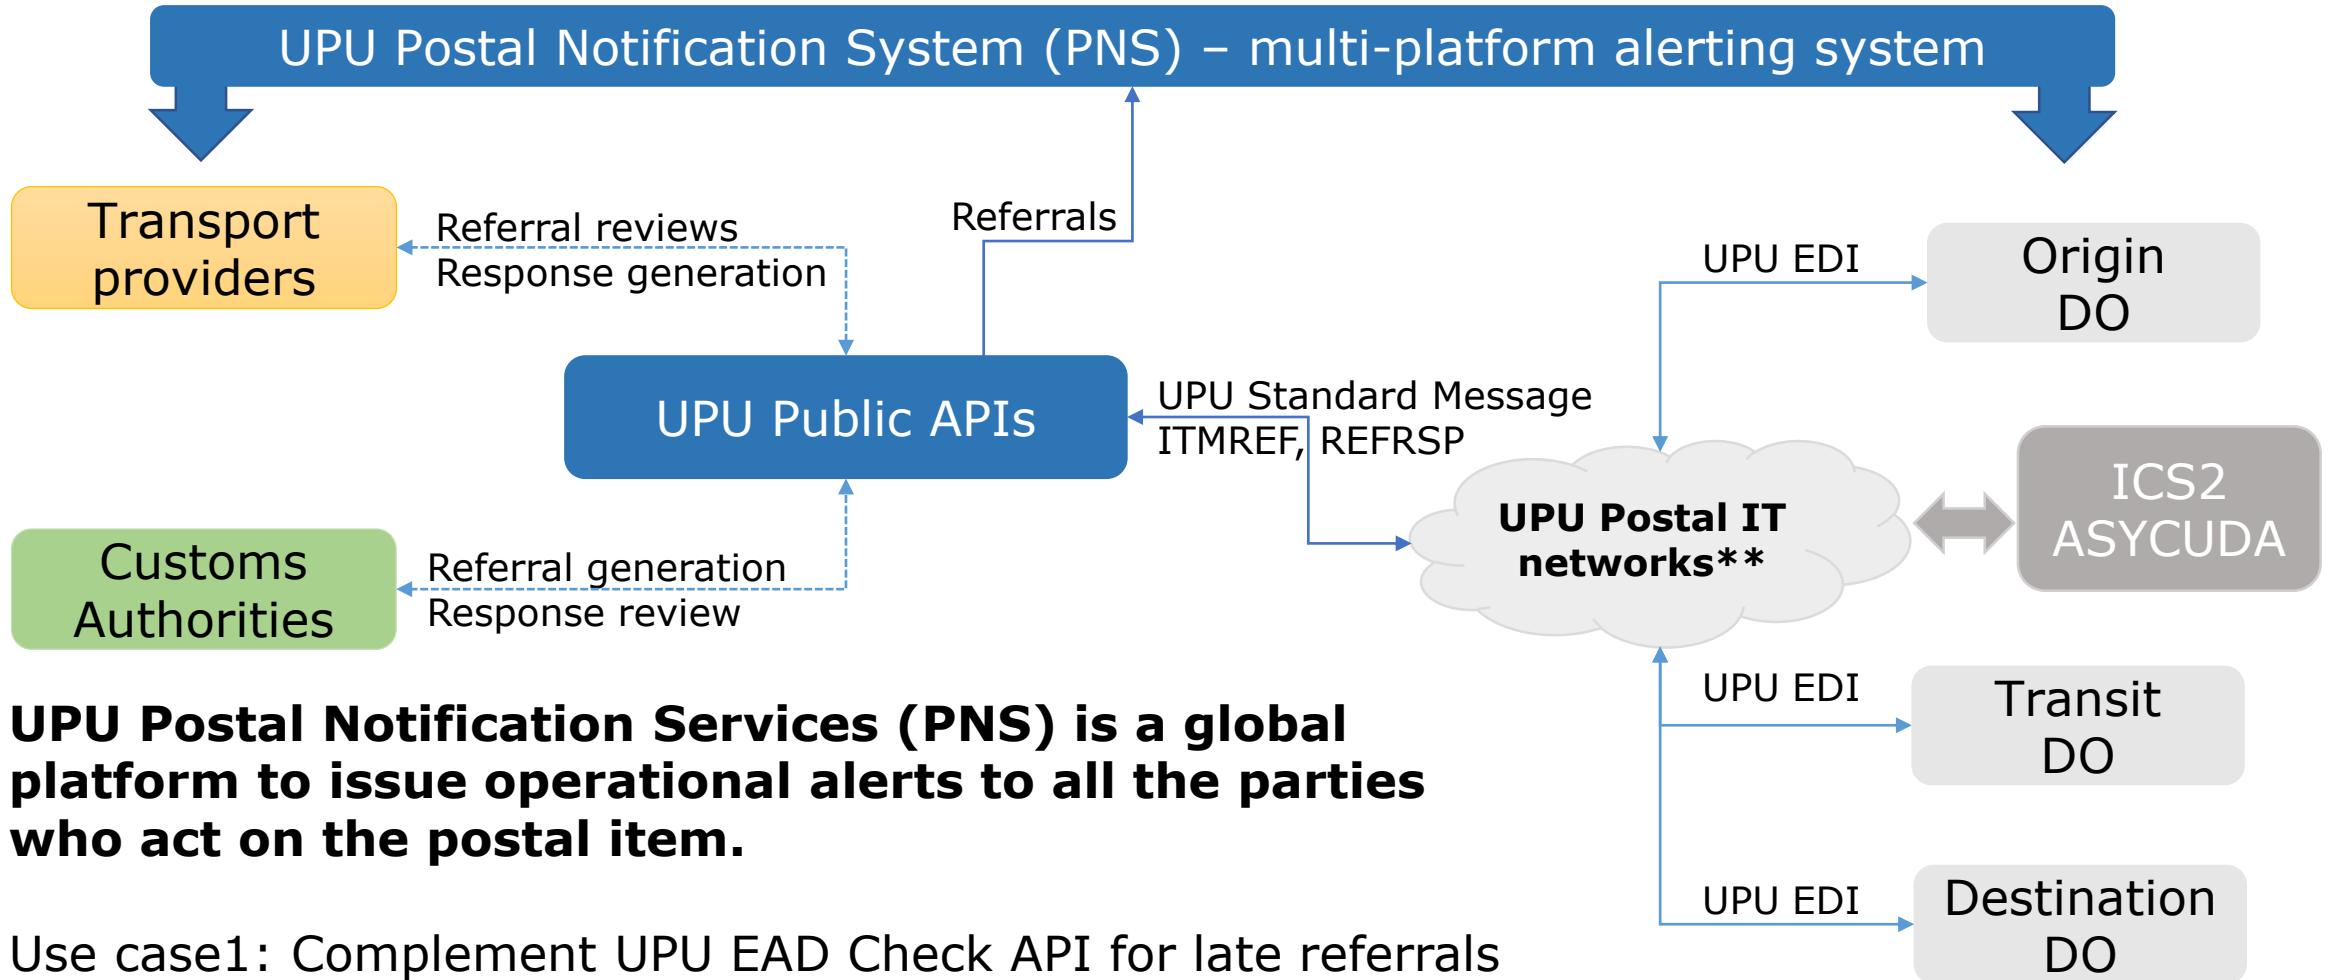 UPU Postal Notification System (PNS) – multi-platform alerting system
Transport
providers
Referral reviews
Response generation
Referrals
UPU EDI
Origin
DO
UPU Public APIs
UPU Standard Message
ITMREF, REFRSP
UPU Postal IT
networks**
ICS2
ASYCUDA
Customs
Authorities
Referral generation
Response review
UPU EDI
Transit
DO
UPU Postal Notification Services (PNS) is a global
platform to issue operational alerts to all the parties
who act on the postal item.
UPU EDI
Destination
DO
Use case1: Complement UPU EAD Check API for late referrals